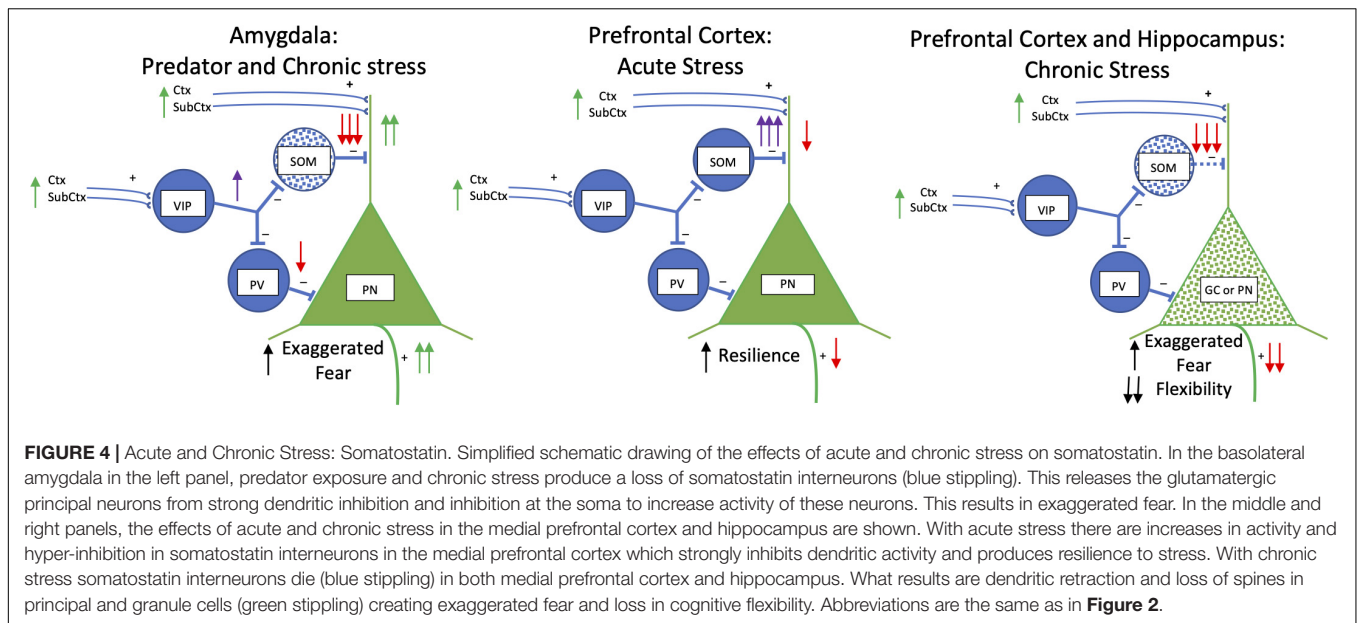 Amygdala:
Predator and Chronic stress
Ctx
SubCtx
+
SOM
−
Ctx
SubCtx
+
VIP
−
−
PV
−
PN
Exaggerated
Fear
+
Prefrontal Cortex:
Acute Stress
Ctx
SubCtx
+
SOM
−
Ctx
SubCtx
+
VIP
−
−
PV
−
PN
Resilience
+
Prefrontal Cortex and Hippocampus:
Chronic Stress
Ctx
SubCtx
+
SOM
−
Ctx
SubCtx
+
VIP
−
−
PV
−
GC or PN
Exaggerated
Fear
Flexibility
+
FIGURE 4 | Acute and Chronic Stress: Somatostatin. Simplified schematic drawing of the effects of acute and chronic stress on somatostatin. In the basolateral
amygdala in the left panel, predator exposure and chronic stress produce a loss of somatostatin interneurons (blue stippling). This releases the glutamatergic
principal neurons from strong dendritic inhibition and inhibition at the soma to increase activity of these neurons. This results in exaggerated fear. In the middle and
right panels, the effects of acute and chronic stress in the medial prefrontal cortex and hippocampus are shown. With acute stress there are increases in activity and
hyper-inhibition in somatostatin interneurons in the medial prefrontal cortex which strongly inhibits dendritic activity and produces resilience to stress. With chronic
stress somatostatin interneurons die (blue stippling) in both medial prefrontal cortex and hippocampus. What results are dendritic retraction and loss of spines in
principal and granule cells (green stippling) creating exaggerated fear and loss in cognitive flexibility. Abbreviations are the same as in Figure 2.